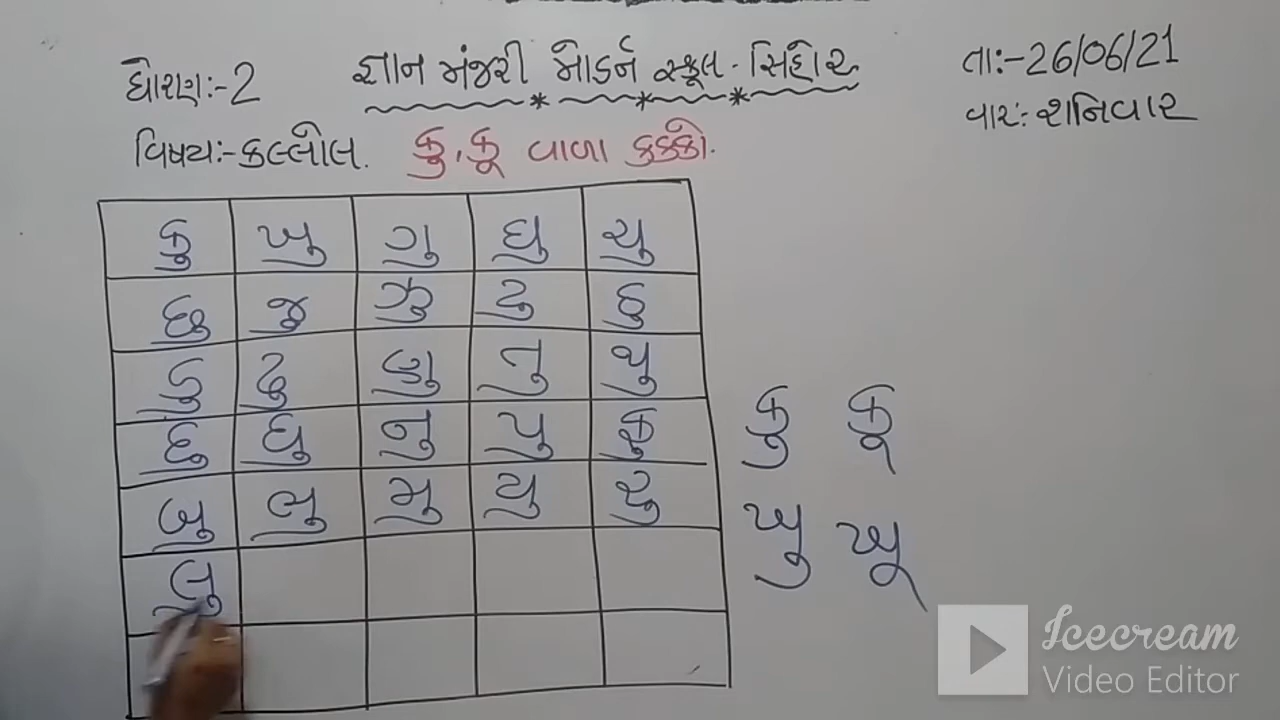 ધોરણ:-2 જ્ઞાન મંજરી મોડર્ન સ્કૂલ - સિહોર તા:-26/06/21
વાર: શનિવાર
વિષય:-કલ્લોલ. કુ, કૂ વાળા કક્કો.
કુ ખુ ગુ ઘુ ચુ
છુ જુ ઝુ ટુ ઠુ
ડુ ઢુ ણુ તુ થુ
દુ ધુ નુ પુ ફુ
બુ ભુ મુ યુ રુ
લુ
કુ કૂ
ખુ ખૂ
Icecream
Video Editor